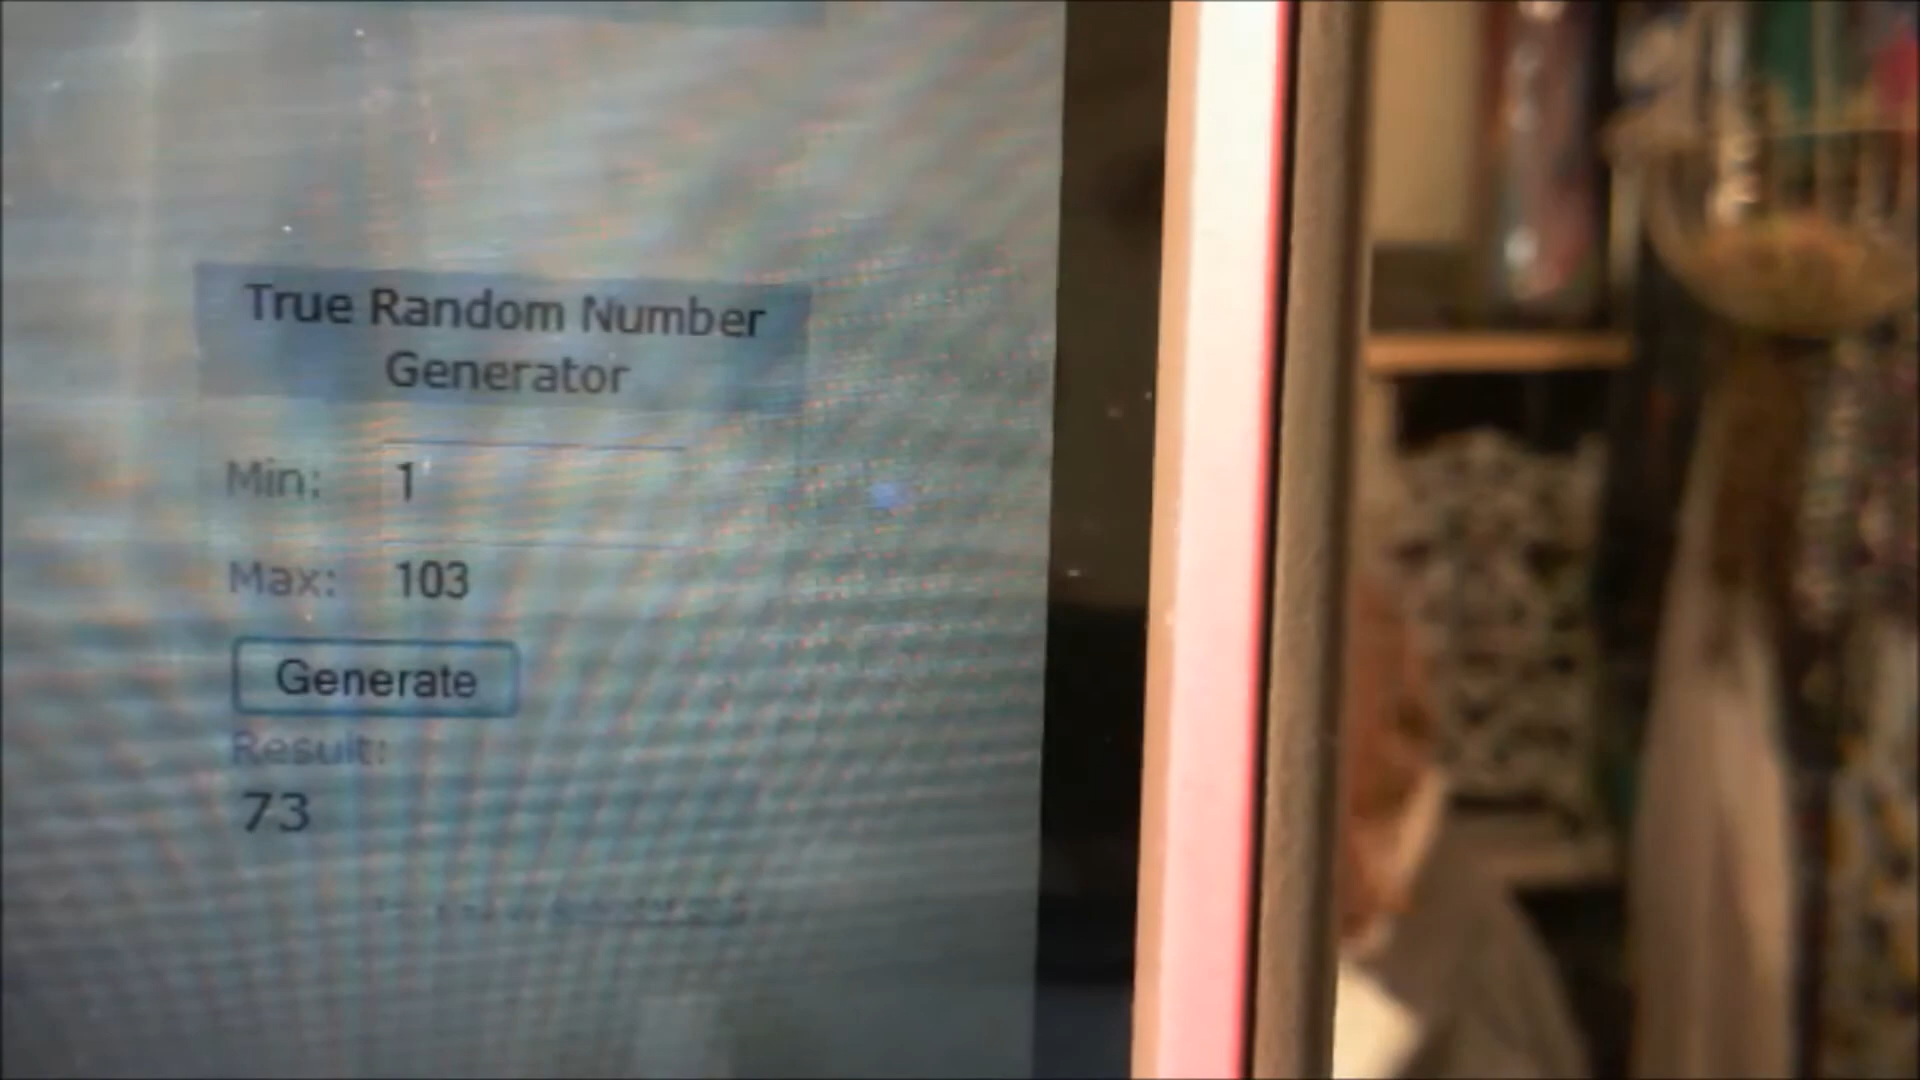 True Random Number
Generator
Min: 1
Max: 103
Generate
Result:
73